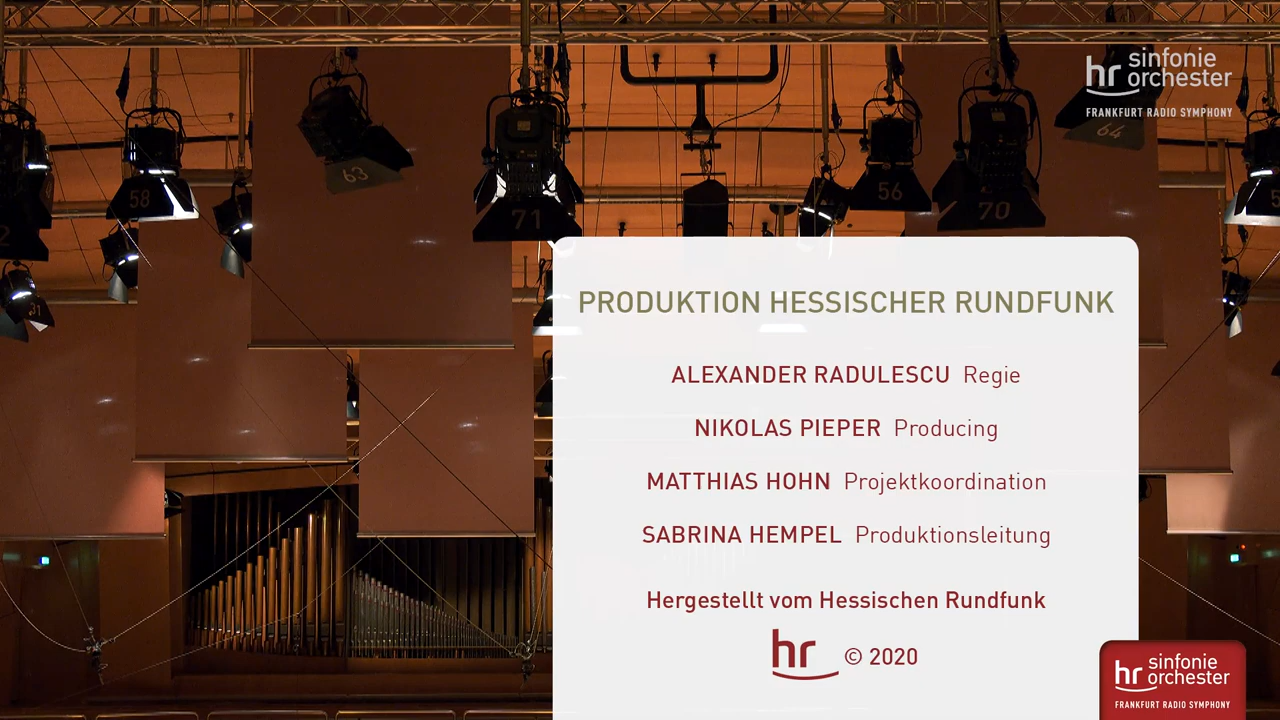 hr sinfonie
orchester
FRANKFURT RADIO SYMPHONY
64
63
58
56
71
70
PRODUKTION HESSISCHER RUNDFUNK
ALEXANDER RADULESCU Regie
NIKOLAS PIEPER Producing
MATTHIAS HOHN Projektkoordination
SABRINA HEMPEL Produktionsleitung
Hergestellt vom Hessischen Rundfunk
hr © 2020
hr sinfonie
orchester
FRANKFURT RADIO SYMPHONY